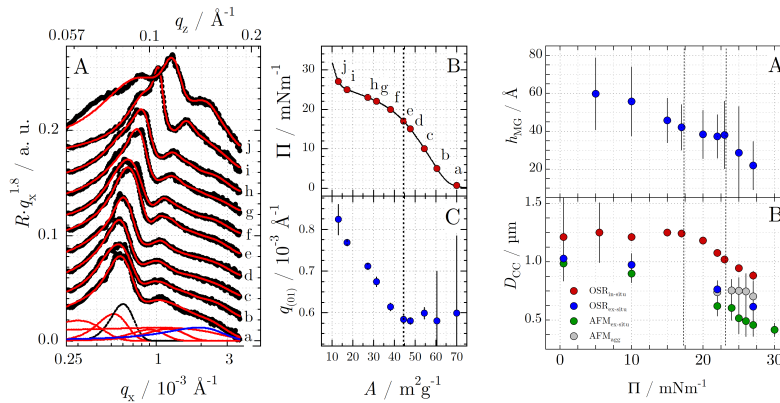 q_z / Å^-1
0.057 0.1 0.2
A
R·q_x^1.8 / a. u.
0.2
0.1
0.0
j
i
h
g
f
e
d
c
b
a
0.25 1 3
q_x / 10^-3 Å^-1
B
Π / mNm^-1
30
20
10
0
j
i
h
g
f
e
d
c
b
a
C
q_(01) / 10^-3 Å^-1
0.8
0.7
0.6
10 20 30 40 50 60 70
A / m^2g^-1
A
h_MG / Å
80
60
40
20
B
D_CC / μm
1.5
1.0
0.5
OSR_in-situ
OSR_ex-situ
AFM_ex-situ
AFM_agg
0 5 10 15 20 25 30
Π / mNm^-1